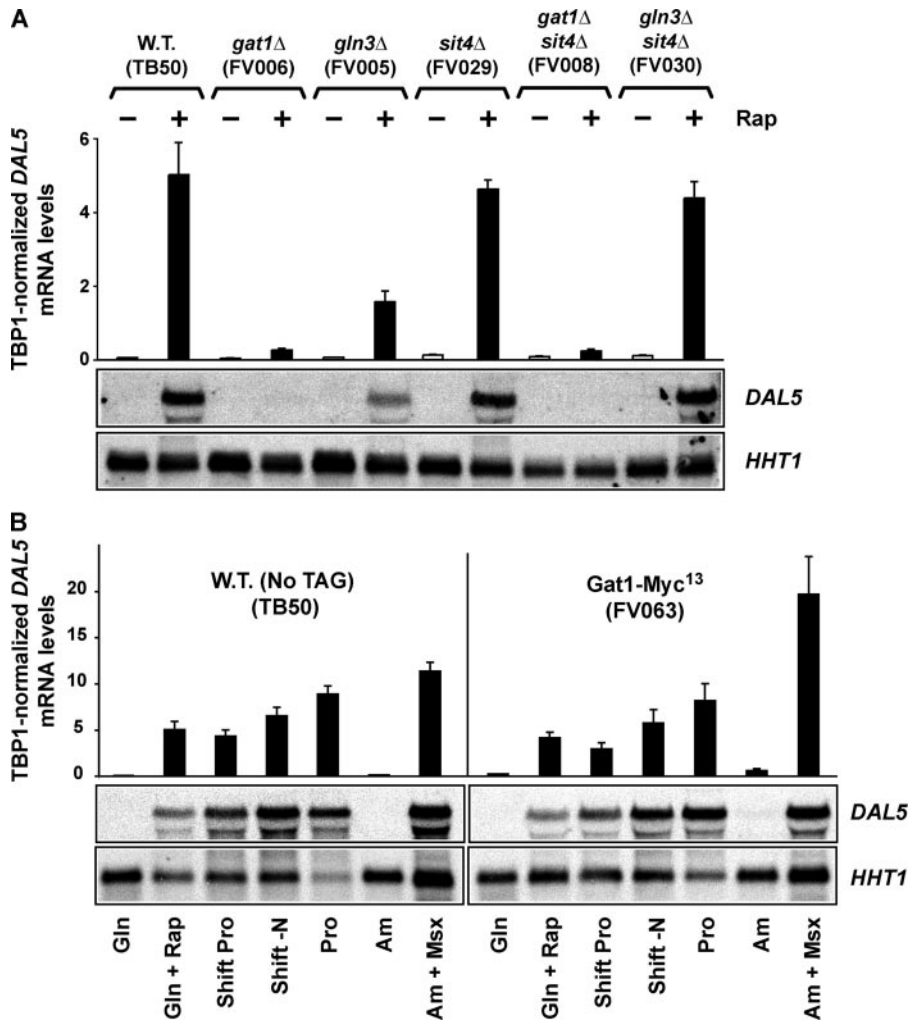 A
W.T.
(TB50)
gat1Δ
(FV006)
gln3Δ
(FV005)
sit4Δ
(FV029)
gat1Δ
sit4Δ
(FV008)
gln3Δ
sit4Δ
(FV030)
− + − + − + − + − + − + Rap
TBP1-normalized DAL5
mRNA levels
6
4
2
0
DAL5
HHT1
B
W.T. (No TAG)
(TB50)
Gat1-Myc¹³
(FV063)
TBP1-normalized DAL5
mRNA levels
20
15
10
5
0
DAL5
HHT1
Gln
Gln + Rap
Shift Pro
Shift -N
Pro
Am
Am + Msx
Gln
Gln + Rap
Shift Pro
Shift -N
Pro
Am
Am + Msx